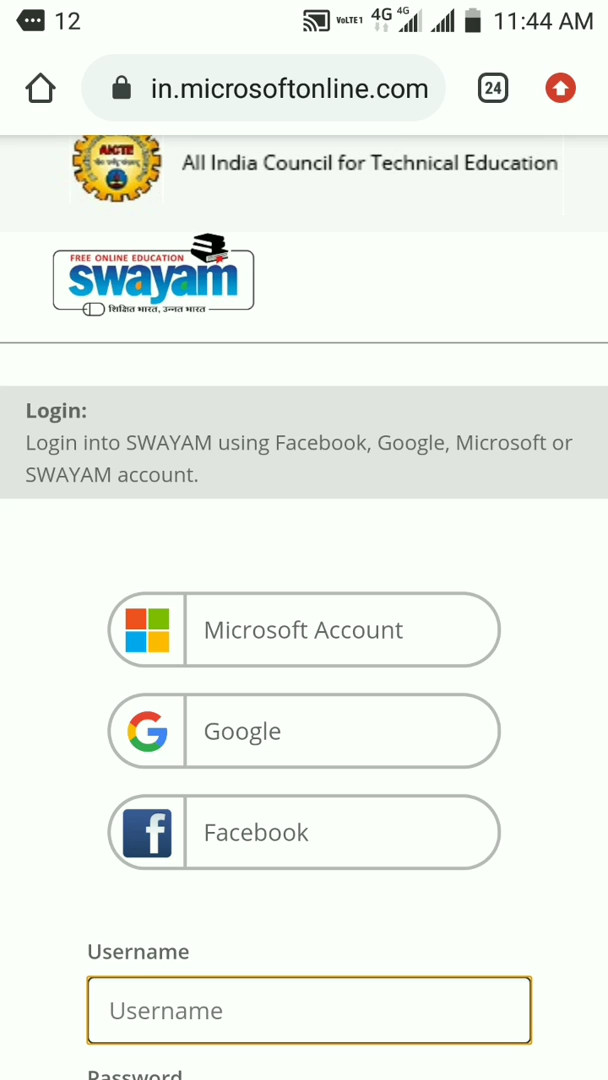 12
VoLTE 1 4G 4G 11:44 AM
in.microsoftonline.com
24
AICTE
All India Council for Technical Education
FREE ONLINE EDUCATION
swayam
शिक्षित भारत, उन्नत भारत
Login:
Login into SWAYAM using Facebook, Google, Microsoft or
SWAYAM account.
Microsoft Account
Google
f
Facebook
Username
Username
Password